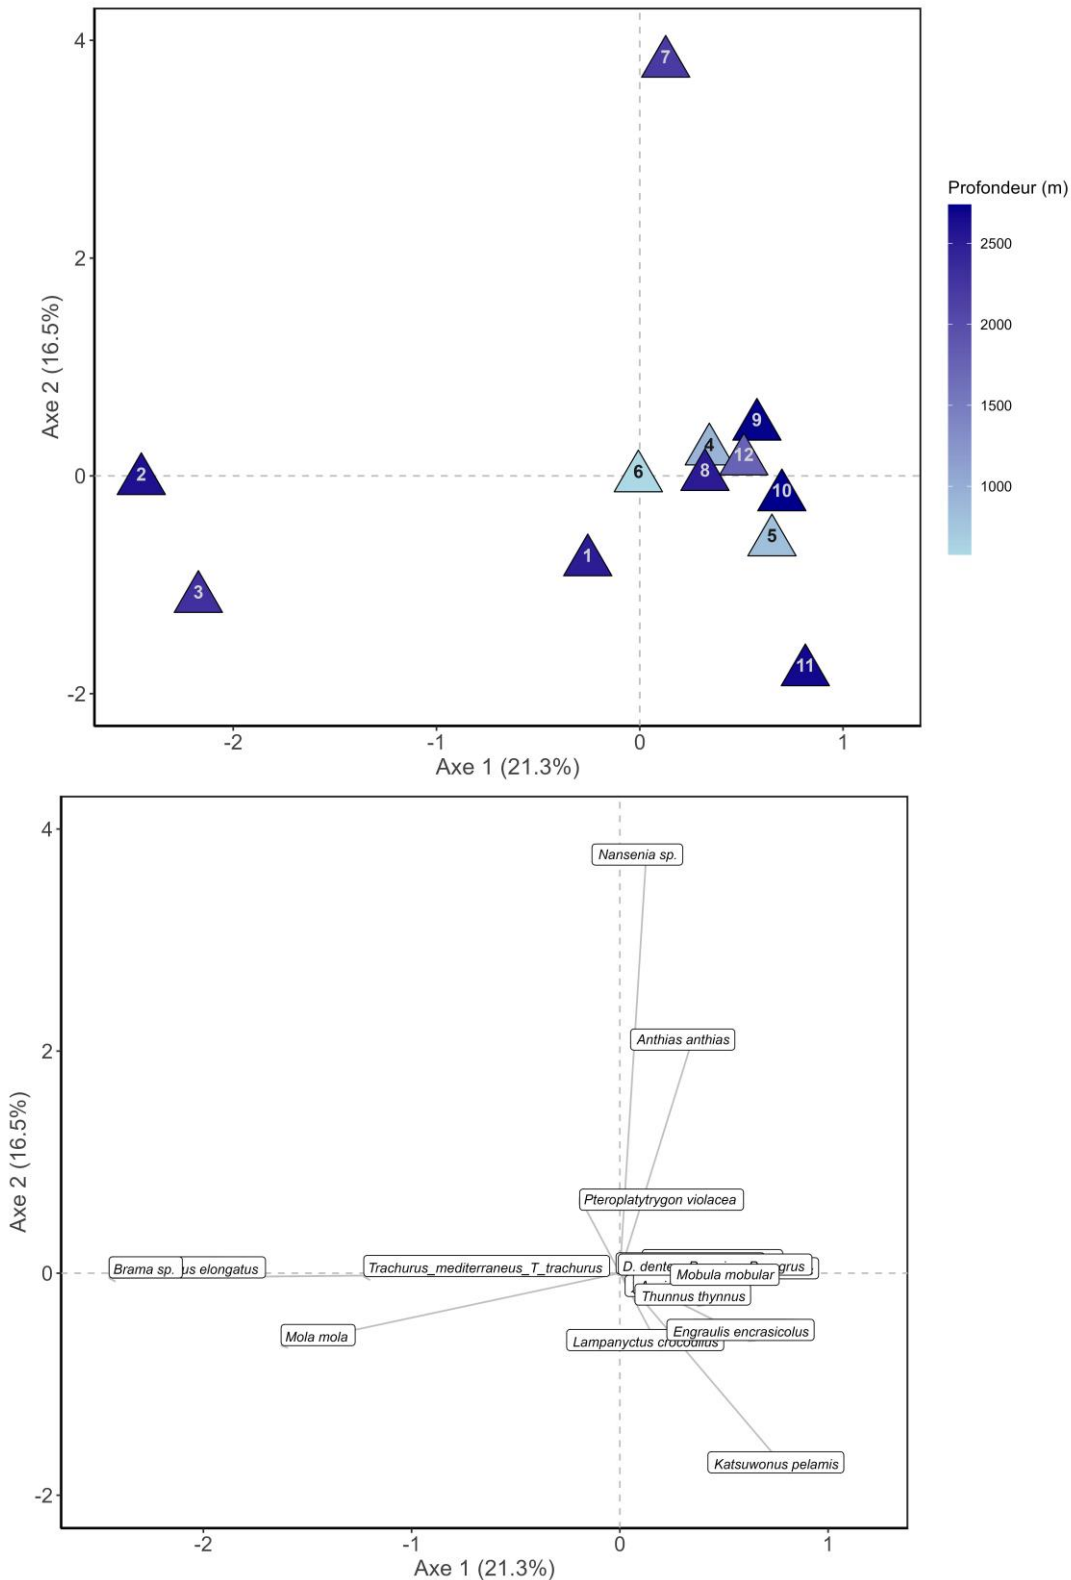 4
7
Profondeur (m)
2500
2000
1500
1000
2
Axe 2 (16.5%)
9
4
12
0
2
6
8
10
5
1
3
11
-2
-2
-1
0
1
Axe 1 (21.3%)
4
Nansenia sp.
2
Anthias anthias
Axe 2 (16.5%)
Pteroplatytrygon violacea
0
Brama sp.
elongatus
Trachurus_mediterraneus_T_trachurus
D.
Mobula mobular
Thunnus thynnus
Mola mola
Engraulis encrasicolus
Lampanyctus crocodilus
Katsuwonus pelamis
-2
-2
-1
0
1
Axe 1 (21.3%)